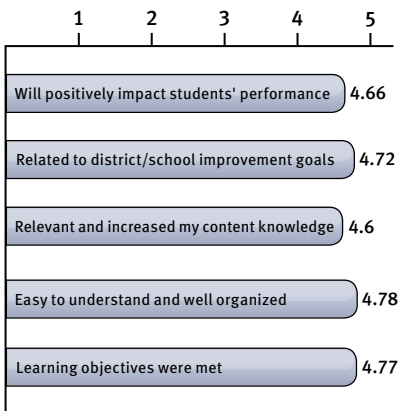 1 2 3 4 5
Will positively impact students' performance 4.66
Related to district/school improvement goals 4.72
Relevant and increased my content knowledge 4.6
Easy to understand and well organized 4.78
Learning objectives were met 4.77